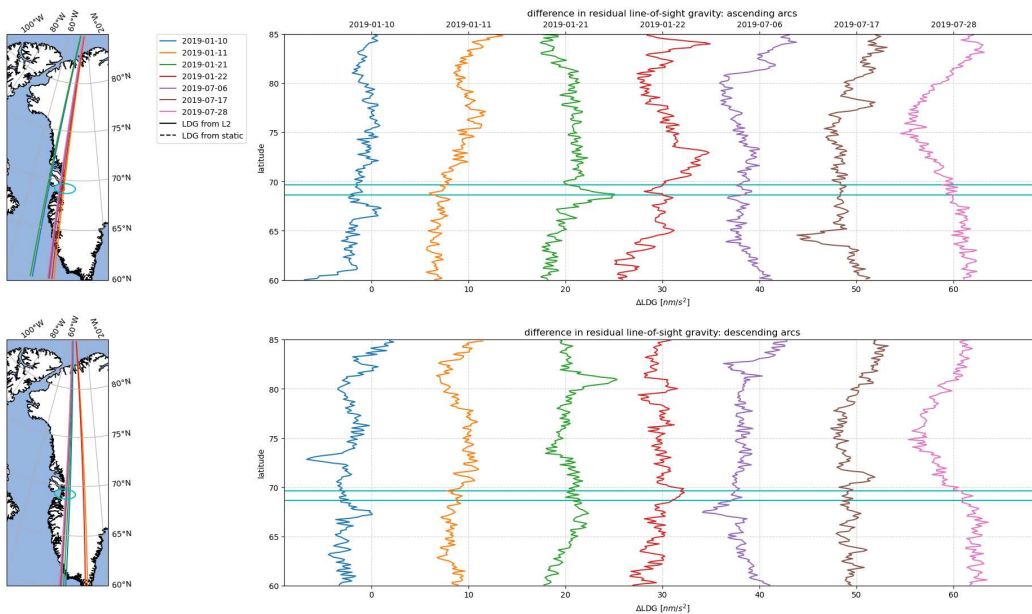 difference in residual line-of-sight gravity: ascending arcs
2019-01-10 2019-01-11 2019-01-21 2019-01-22 2019-07-06 2019-07-17 2019-07-28
100°W 80°W 60°W 20°W
80°N
75°N
70°N
65°N
60°N
2019-01-10
2019-01-11
2019-01-21
2019-01-22
2019-07-06
2019-07-17
2019-07-28
LDG from L2
LDG from static
latitude
85
80
75
70
65
60
0 10 20 30 40 50 60
ΔLDG [nm/s²]
difference in residual line-of-sight gravity: descending arcs
100°W 80°W 60°W 20°W
80°N
75°N
70°N
65°N
60°N
latitude
85
80
75
70
65
60
0 10 20 30 40 50 60
ΔLDG [nm/s²]